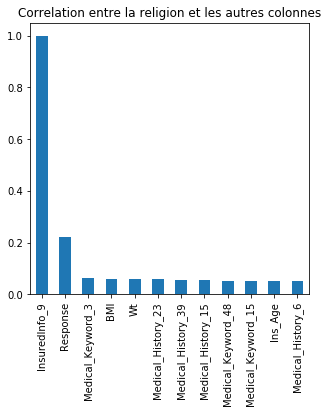 Correlation entre la religion et les autres colonnes
1.0
0.8
0.6
0.4
0.2
0.0
InsuredInfo_9
Response
Medical_Keyword_3
BMI
Wt
Medical_History_23
Medical_History_39
Medical_History_15
Medical_Keyword_48
Medical_Keyword_15
Ins_Age
Medical_History_6